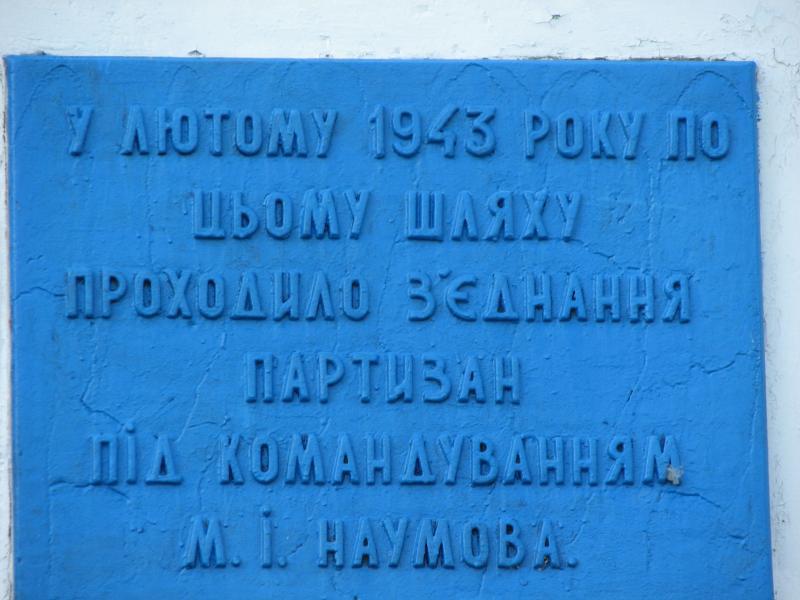 У ЛЮТОМУ 1943 РОКУ ПО
ЦЬОМУ ШЛЯХУ
ПРОХОДИЛО З'ЄДНАННЯ
ПАРТИЗАН
ПІД КОМАНДУВАННЯМ
М. І. НАУМОВА.